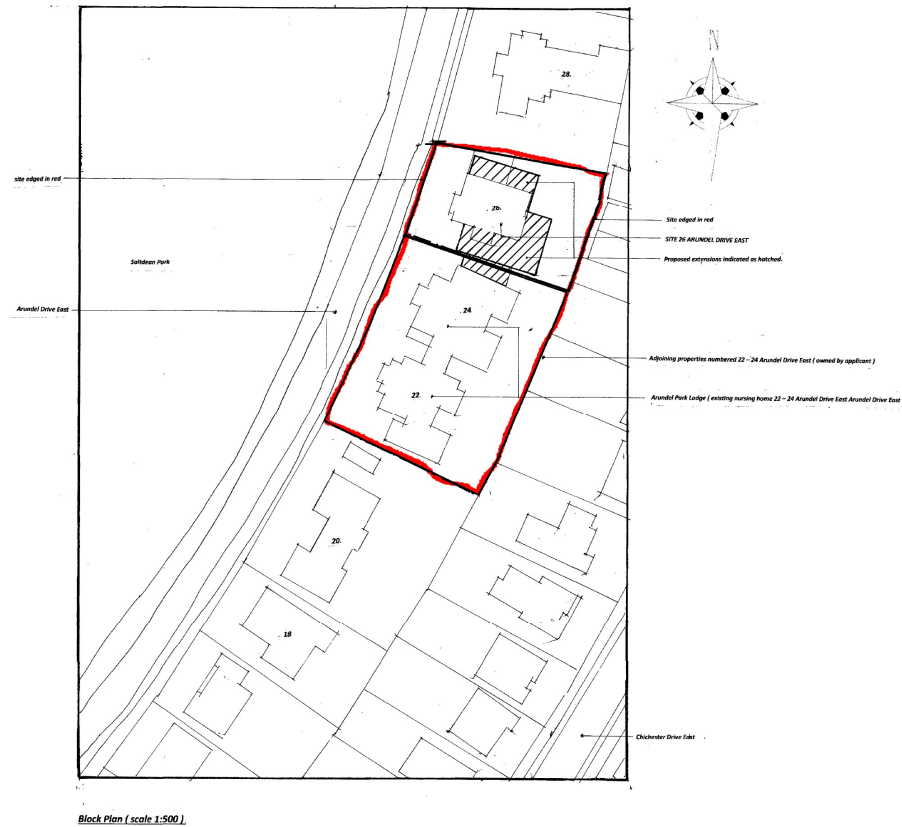 N
28.
site edged in red
26.
Site edged in red
SITE 26 ARUNDEL DRIVE EAST
Saltdean Park
Proposed extensions indicated as hatched.
Arundel Drive East
24.
Adjoining properties numbered 22 – 24 Arundel Drive East ( owned by applicant )
22.
Arundel Park Lodge ( existing nursing home 22 – 24 Arundel Drive East Arundel Drive East
20.
18
Chichester Drive East
Block Plan ( scale 1:500 )